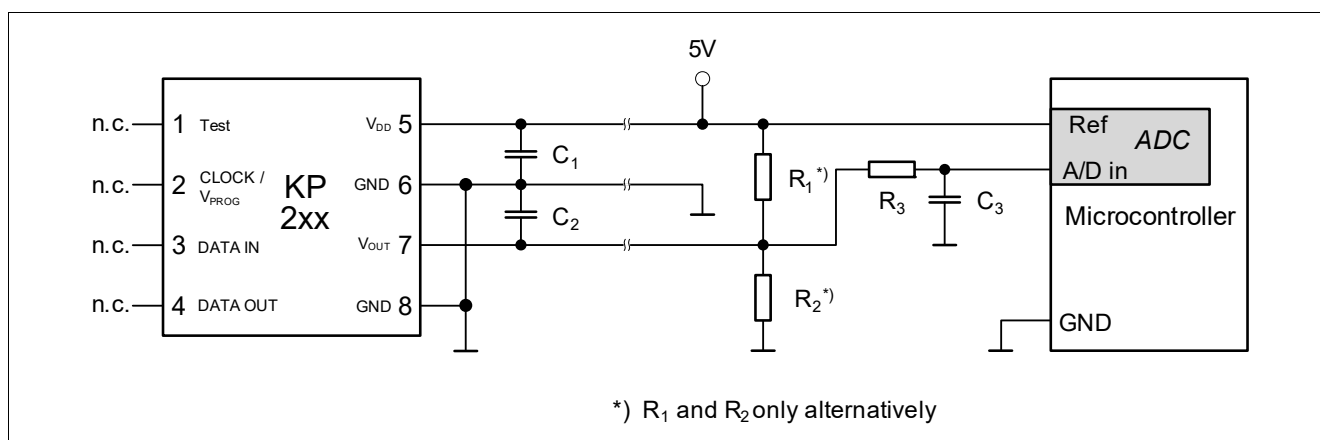 5V
n.c.
1 Test
V_DD 5
n.c.
2 CLOCK / V_PROG
GND 6
n.c.
3 DATA IN
V_OUT 7
n.c.
4 DATA OUT
GND 8
KP
2xx
C₁
C₂
R₁*)
R₂*)
R₃
C₃
Ref
ADC
A/D in
Microcontroller
GND
*) R₁ and R₂ only alternatively